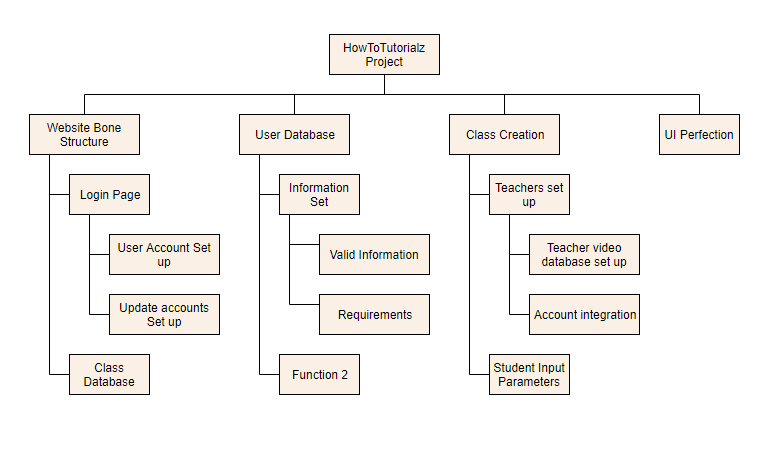 HowToTutorialz
Project
Website Bone
Structure
User Database
Class Creation
UI Perfection
Login Page
Information
Set
Teachers set
up
User Account Set
up
Valid Information
Teacher video
database set up
Update accounts
Set up
Requirements
Account integration
Class
Database
Function 2
Student Input
Parameters